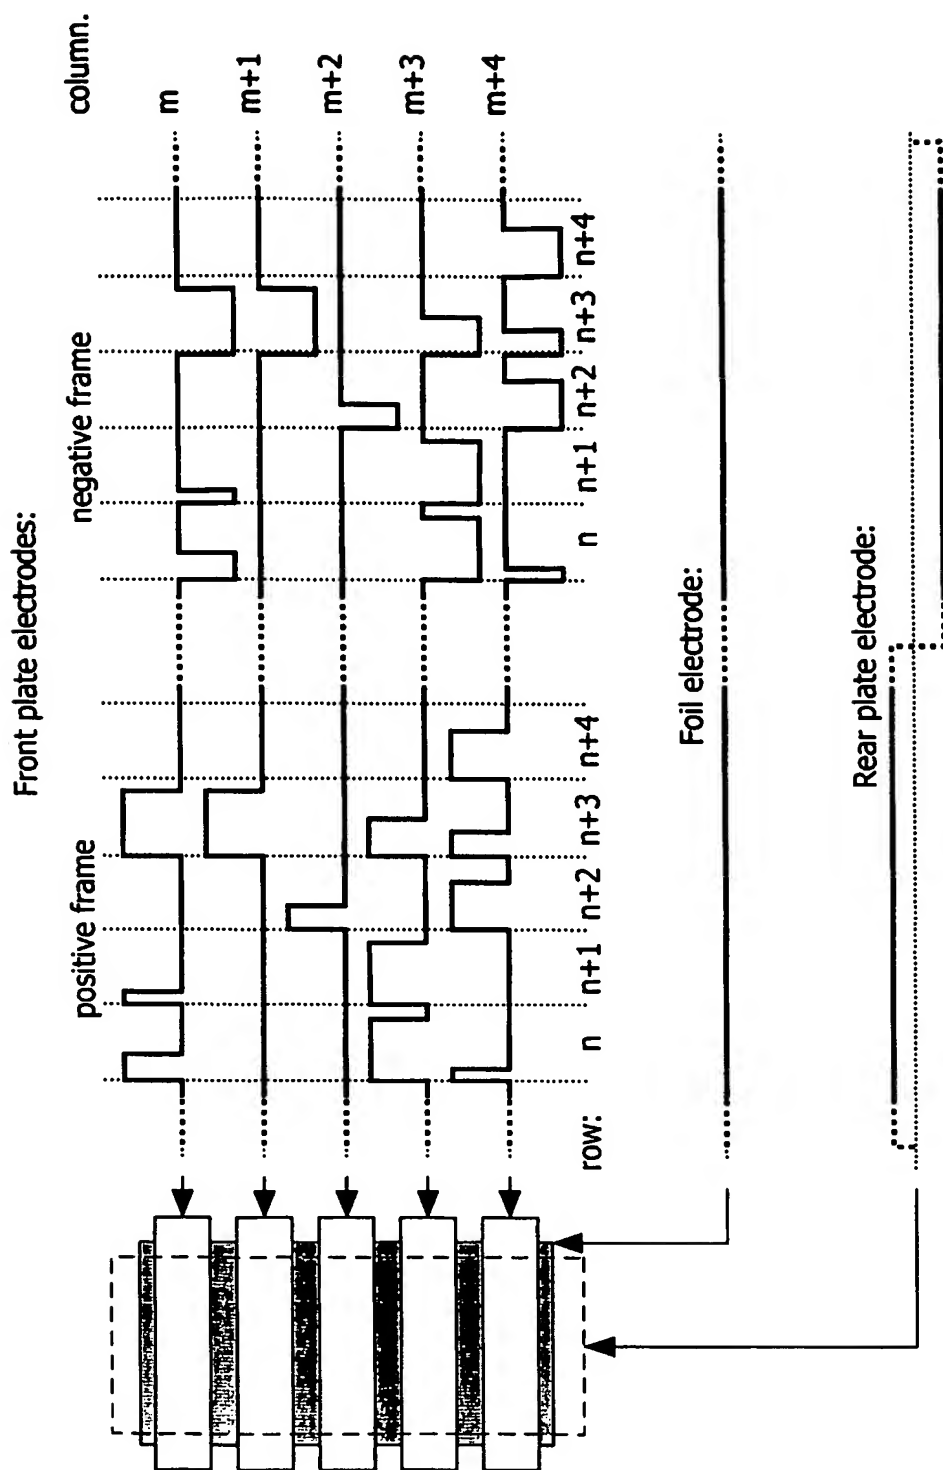 Front plate electrodes:
positive frame
negative frame
column.
m
m+1
m+2
m+3
m+4
row:
n
n+1
n+2
n+3
n+4
n
n+1
n+2
n+3
n+4
Foil electrode:
Rear plate electrode: